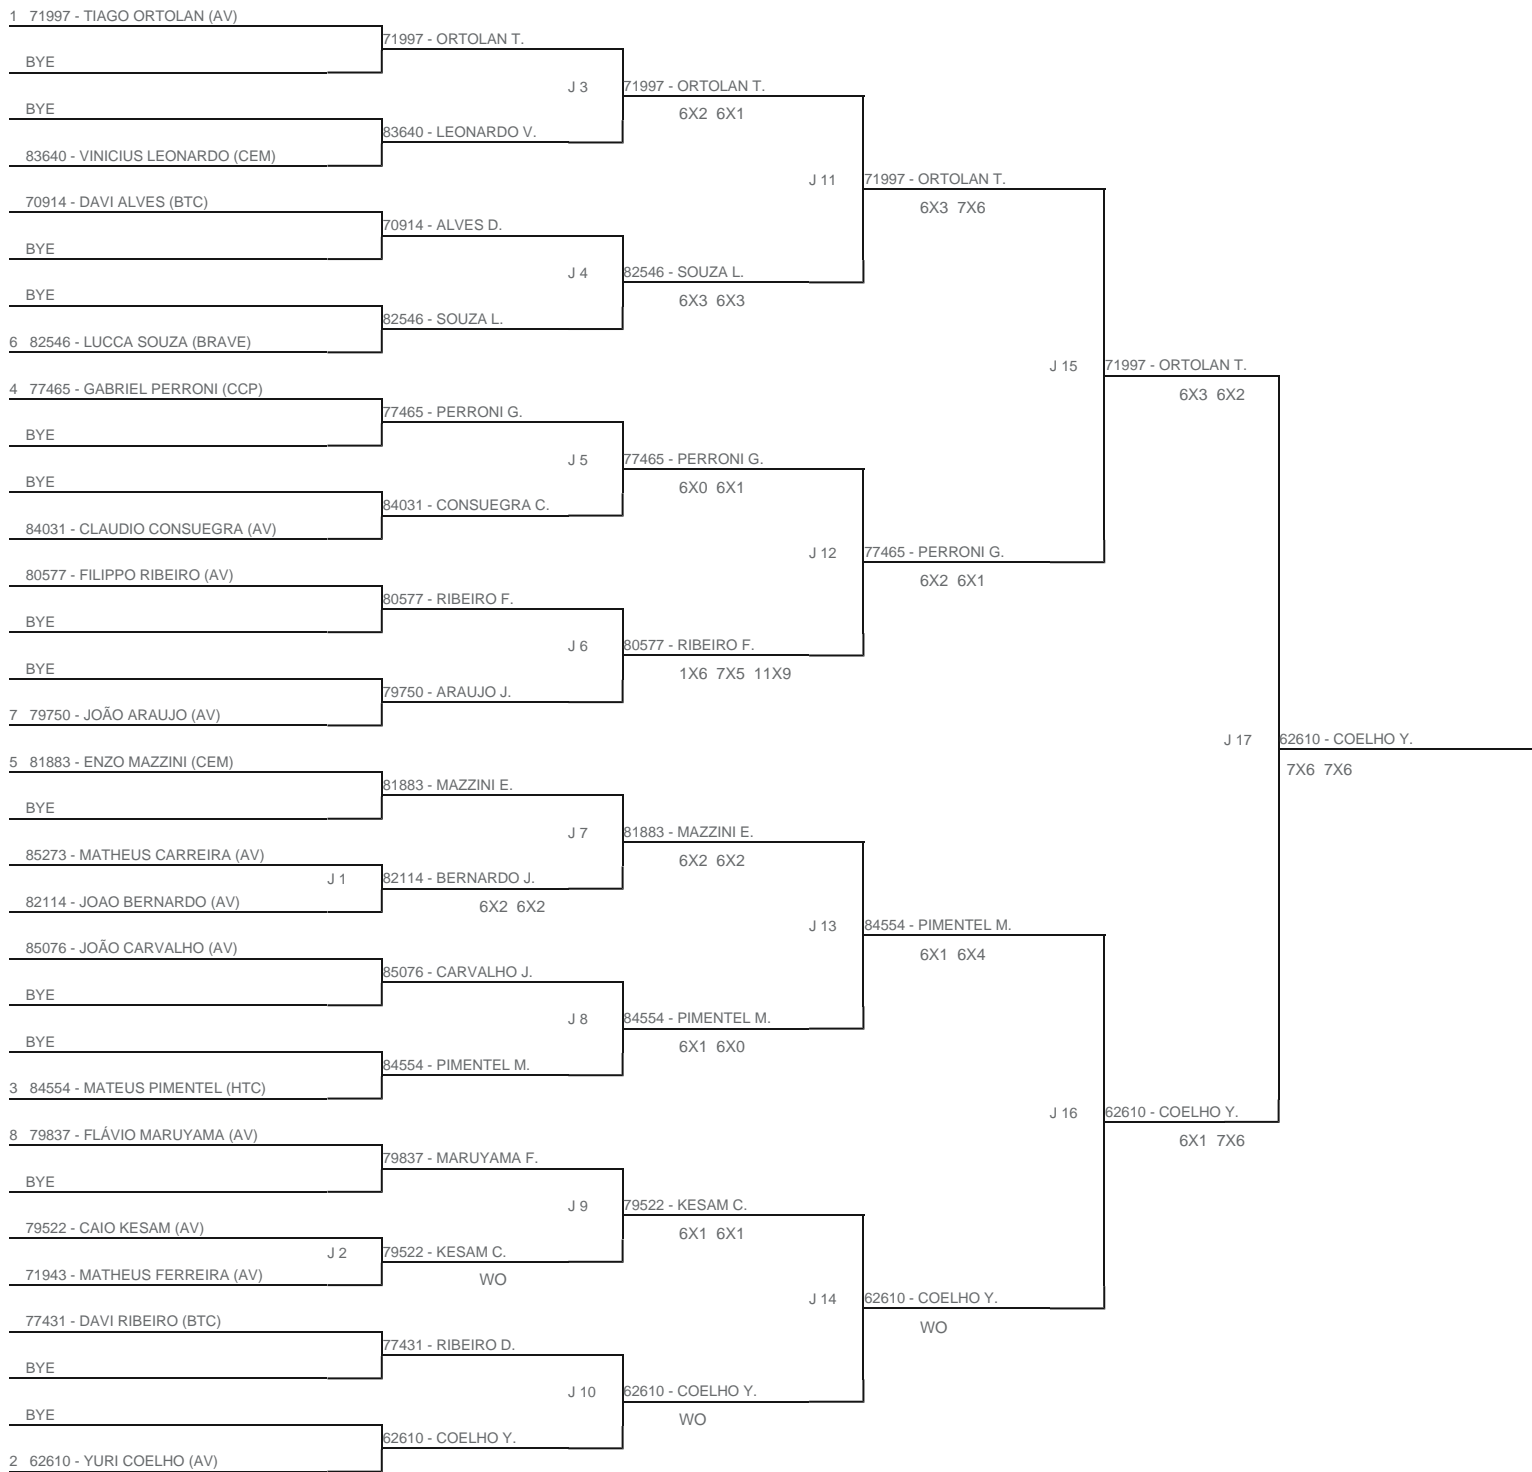 1 71997 - TIAGO ORTOLAN (AV)
71997 - ORTOLAN T.
BYE
J 3
71997 - ORTOLAN T.
6X2 6X1
BYE
83640 - LEONARDO V.
83640 - VINICIUS LEONARDO (CEM)
J 11
71997 - ORTOLAN T.
6X3 7X6
70914 - DAVI ALVES (BTC)
70914 - ALVES D.
BYE
J 4
82546 - SOUZA L.
6X3 6X3
BYE
82546 - SOUZA L.
6 82546 - LUCCA SOUZA (BRAVE)
J 15
71997 - ORTOLAN T.
6X3 6X2
4 77465 - GABRIEL PERRONI (CCP)
77465 - PERRONI G.
BYE
J 5
77465 - PERRONI G.
6X0 6X1
BYE
84031 - CONSUEGRA C.
84031 - CLAUDIO CONSUEGRA (AV)
J 12
77465 - PERRONI G.
6X2 6X1
80577 - FILIPPO RIBEIRO (AV)
80577 - RIBEIRO F.
BYE
J 6
80577 - RIBEIRO F.
1X6 7X5 11X9
BYE
79750 - ARAUJO J.
7 79750 - JOÃO ARAUJO (AV)
J 17
62610 - COELHO Y.
7X6 7X6
5 81883 - ENZO MAZZINI (CEM)
81883 - MAZZINI E.
BYE
J 7
81883 - MAZZINI E.
6X2 6X2
85273 - MATHEUS CARREIRA (AV)
J 1
82114 - BERNARDO J.
6X2 6X2
82114 - JOAO BERNARDO (AV)
J 13
84554 - PIMENTEL M.
6X1 6X4
85076 - JOÃO CARVALHO (AV)
85076 - CARVALHO J.
BYE
J 8
84554 - PIMENTEL M.
6X1 6X0
BYE
84554 - PIMENTEL M.
3 84554 - MATEUS PIMENTEL (HTC)
J 16
62610 - COELHO Y.
6X1 7X6
8 79837 - FLÁVIO MARUYAMA (AV)
79837 - MARUYAMA F.
BYE
J 9
79522 - KESAM C.
6X1 6X1
79522 - CAIO KESAM (AV)
J 2
79522 - KESAM C.
WO
71943 - MATHEUS FERREIRA (AV)
J 14
62610 - COELHO Y.
WO
77431 - DAVI RIBEIRO (BTC)
77431 - RIBEIRO D.
BYE
J 10
62610 - COELHO Y.
WO
BYE
62610 - COELHO Y.
2 62610 - YURI COELHO (AV)